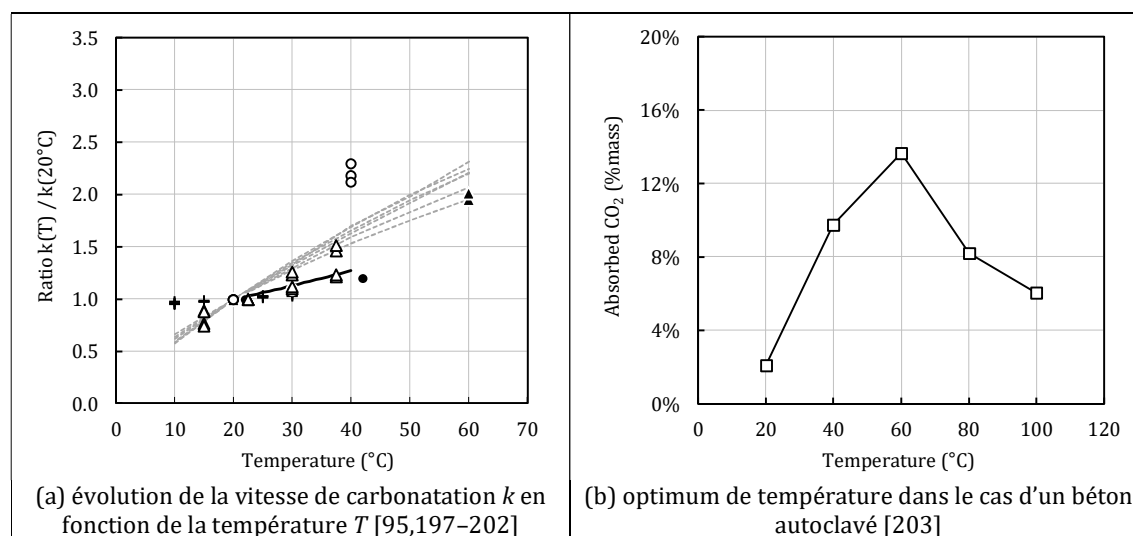 3.5
3.0
2.5
2.0
1.5
1.0
0.5
0.0
Ratio k(T) / k(20°C)
0 10 20 30 40 50 60 70
Temperature (°C)
(a) évolution de la vitesse de carbonatation k en
fonction de la température T [95,197–202]
20%
16%
12%
8%
4%
0%
Absorbed CO₂ (%mass)
0 20 40 60 80 100 120
Temperature (°C)
(b) optimum de température dans le cas d’un béton
autoclavé [203]